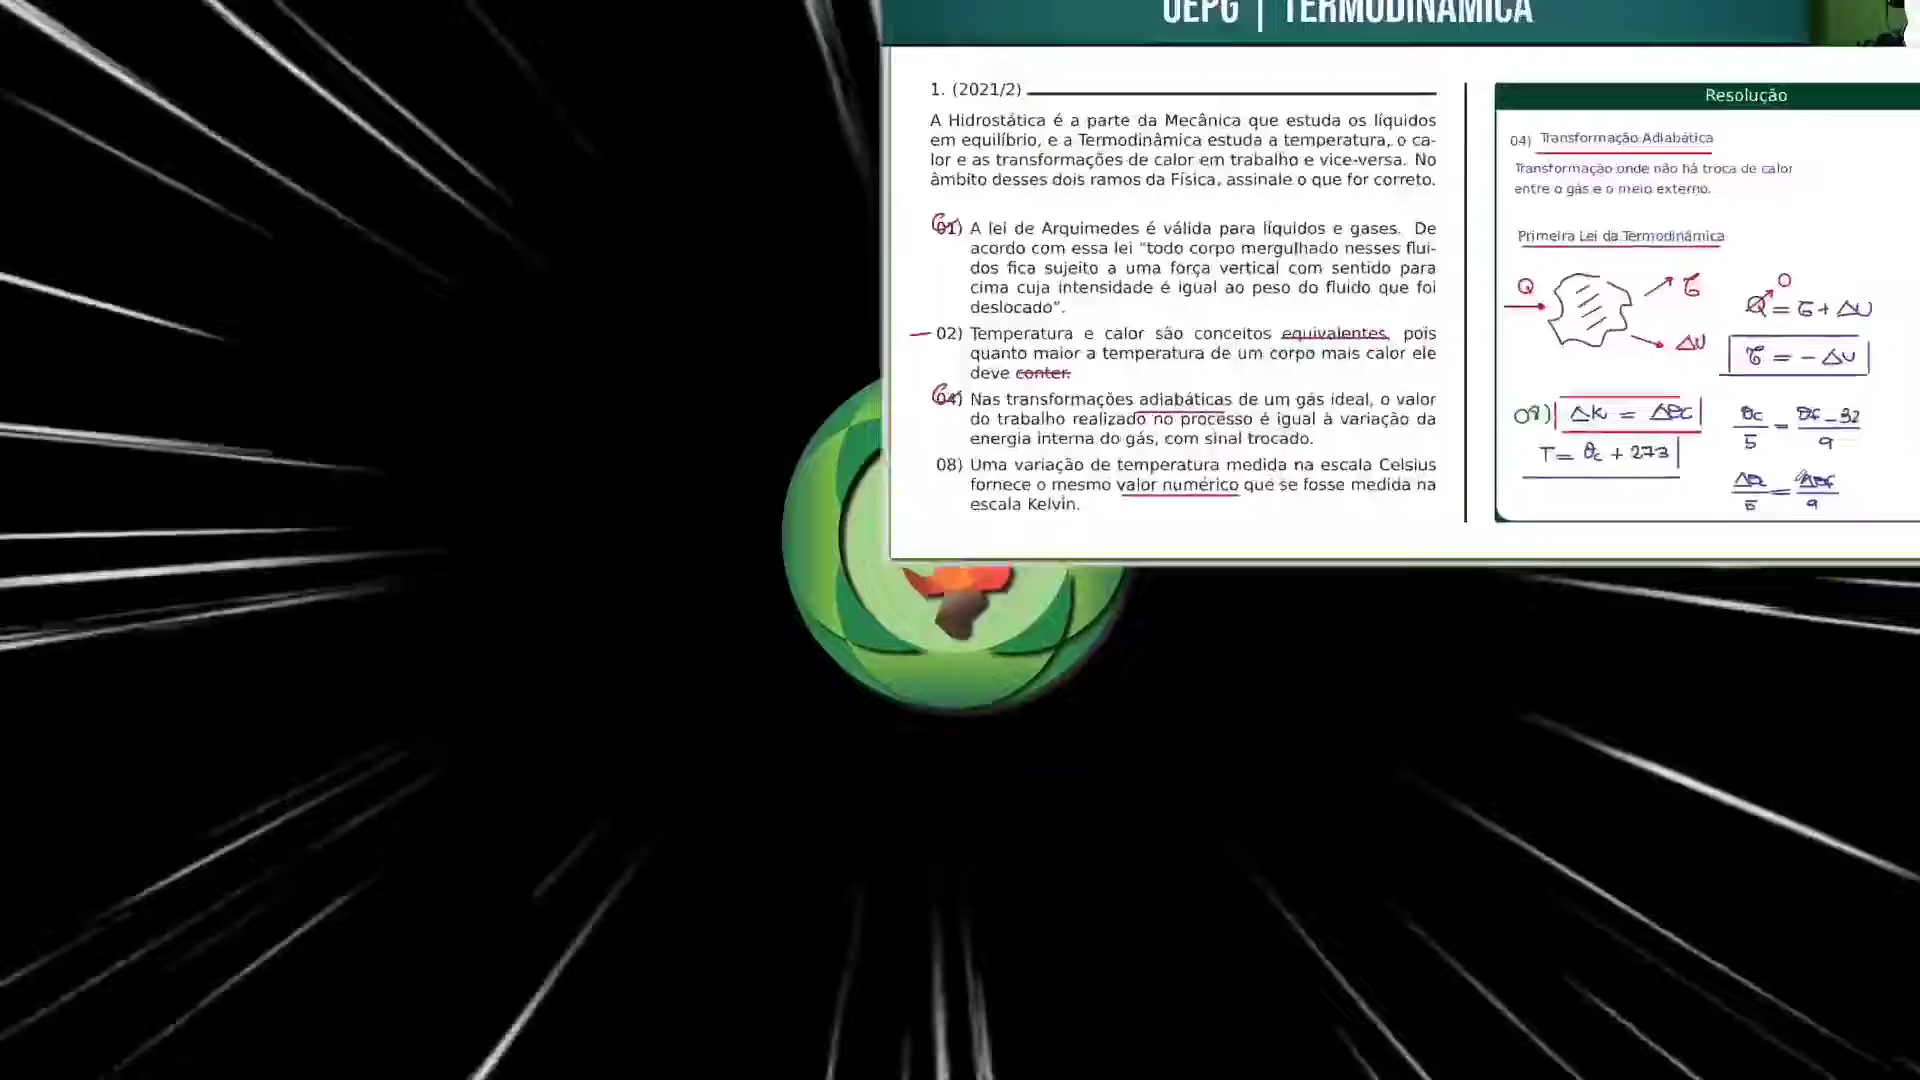 UEPG | TERMODINÂMICA
1. (2021/2)
A Hidrostática é a parte da Mecânica que estuda os líquidos
em equilíbrio, e a Termodinâmica estuda a temperatura, o ca-
lor e as transformações de calor em trabalho e vice-versa. No
âmbito desses dois ramos da Física, assinale o que for correto.
01) A lei de Arquimedes é válida para líquidos e gases. De
acordo com essa lei “todo corpo mergulhado nesses flui-
dos fica sujeito a uma força vertical com sentido para
cima cuja intensidade é igual ao peso do fluido que foi
deslocado”.
02) Temperatura e calor são conceitos equivalentes, pois
quanto maior a temperatura de um corpo mais calor ele
deve conter.
04) Nas transformações adiabáticas de um gás ideal, o valor
do trabalho realizado no processo é igual à variação da
energia interna do gás, com sinal trocado.
08) Uma variação de temperatura medida na escala Celsius
fornece o mesmo valor numérico que se fosse medida na
escala Kelvin.
Resolução
04) Transformação Adiabática
Transformação onde não há troca de calor
entre o gás e o meio externo.
Primeira Lei da Termodinâmica
Q
τ
ΔU
0
Q = τ + ΔU
τ = - ΔU
08) ΔK = Δθc
T = θc + 273
θc/5 = θf - 32/9
Δθc/5 = Δθf/9